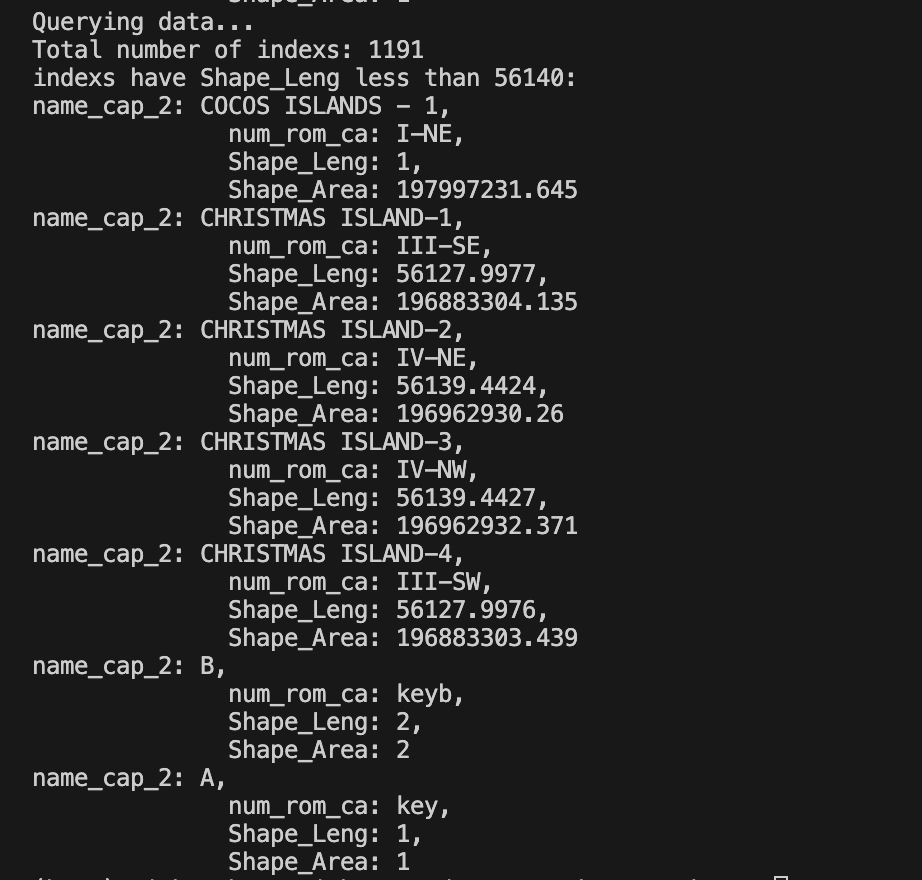 Shape_Area: 1
Querying data...
Total number of indexs: 1191
indexs have Shape_Leng less than 56140:
name_cap_2: COCOS ISLANDS - 1,
num_rom_ca: I-NE,
Shape_Leng: 1,
Shape_Area: 197997231.645
name_cap_2: CHRISTMAS ISLAND-1,
num_rom_ca: III-SE,
Shape_Leng: 56127.9977,
Shape_Area: 196883304.135
name_cap_2: CHRISTMAS ISLAND-2,
num_rom_ca: IV-NE,
Shape_Leng: 56139.4424,
Shape_Area: 196962930.26
name_cap_2: CHRISTMAS ISLAND-3,
num_rom_ca: IV-NW,
Shape_Leng: 56139.4427,
Shape_Area: 196962932.371
name_cap_2: CHRISTMAS ISLAND-4,
num_rom_ca: III-SW,
Shape_Leng: 56127.9976,
Shape_Area: 196883303.439
name_cap_2: B,
num_rom_ca: keyb,
Shape_Leng: 2,
Shape_Area: 2
name_cap_2: A,
num_rom_ca: key,
Shape_Leng: 1,
Shape_Area: 1